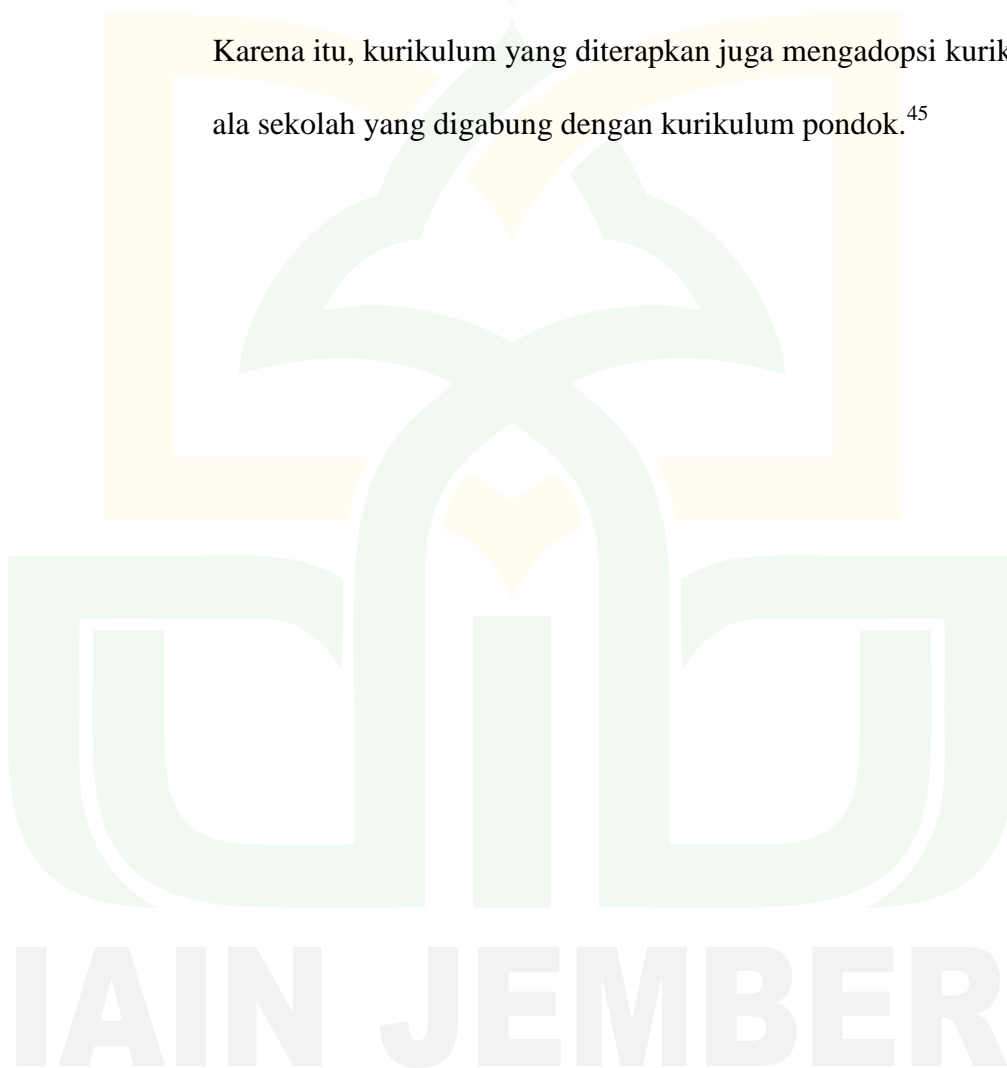 Karena itu, kurikulum yang diterapkan juga mengadopsi
ala sekolah yang digabung dengan kurikulum pondok.⁴⁵
IAIN JEMBER